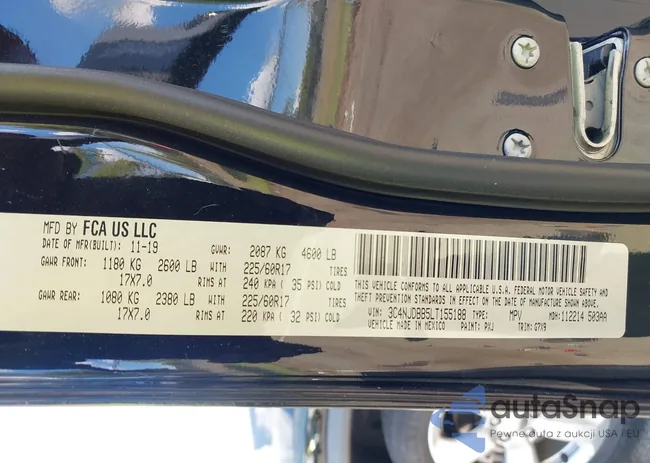 MFD BY FCA US LLC
DATE OF MFR(BUILT): 11-19 GVWR: 2087 KG 4600 LB
GAWR FRONT: 1180 KG 2600 LB WITH 225/60R17 TIRES
17X7.0 RIMS AT 240 KPA ( 35 PSI) COLD
GAWR REAR: 1080 KG 2380 LB WITH 225/60R17 TIRES
17X7.0 RIMS AT 220 KPA ( 32 PSI) COLD
THIS VEHICLE CONFORMS TO ALL APPLICABLE U.S.A. FEDERAL MOTOR VEHICLE SAFETY AND
THEFT PREVENTION STANDARDS IN EFFECT ON THE DATE OF MANUFACTURE SHOWN ABOVE.
VIN: 3C4NJDBB5LT155188 TYPE: MPV MDH: 112214 503AA
MADE IN MEXICO PAINT: PXJ TRIM: G7X9
autaSnap
Pewne auta z aukcji USA i EU